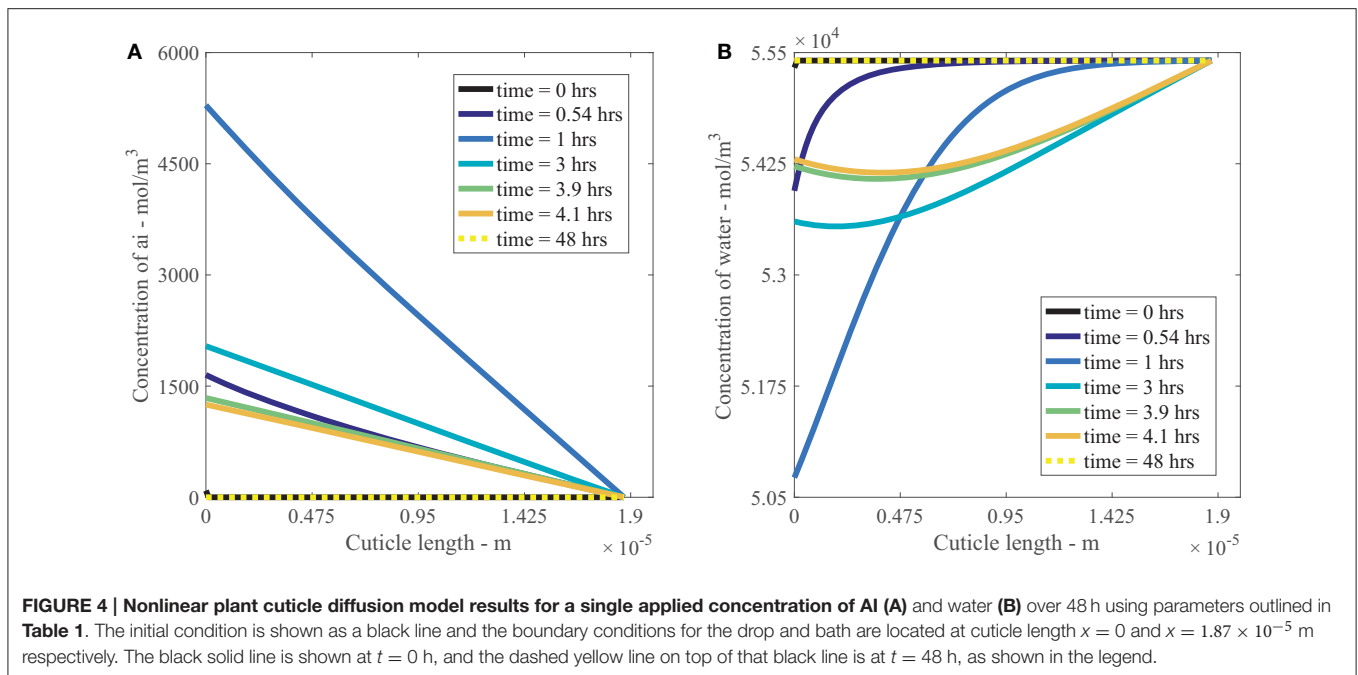 A
6000
4500
3000
1500
0
Concentration of ai - mol/m³
time = 0 hrs
time = 0.54 hrs
time = 1 hrs
time = 3 hrs
time = 3.9 hrs
time = 4.1 hrs
time = 48 hrs
0 0.475 0.95 1.425 1.9
× 10⁻⁵
Cuticle length - m
B
× 10⁴
5.55
5.425
5.3
5.175
5.05
Concentration of water - mol/m³
time = 0 hrs
time = 0.54 hrs
time = 1 hrs
time = 3 hrs
time = 3.9 hrs
time = 4.1 hrs
time = 48 hrs
0 0.475 0.95 1.425 1.9
× 10⁻⁵
Cuticle length - m
FIGURE 4 | Nonlinear plant cuticle diffusion model results for a single applied concentration of AI (A) and water (B) over 48 h using parameters outlined in
Table 1. The initial condition is shown as a black line and the boundary conditions for the drop and bath are located at cuticle length x = 0 and x = 1.87 × 10⁻⁵ m
respectively. The black solid line is shown at t = 0 h, and the dashed yellow line on top of that black line is at t = 48 h, as shown in the legend.